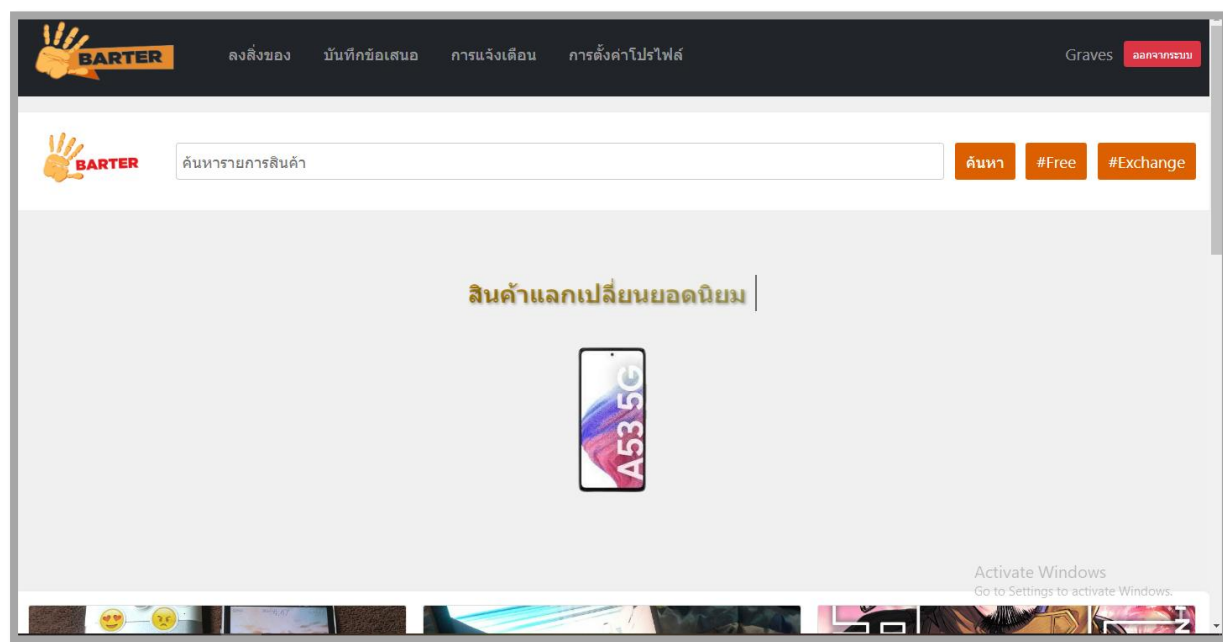 BARTER
ลงสิ่งของ บันทึกข้อเสนอ การแจ้งเตือน การตั้งค่าโปรไฟล์ Graves ออกจากระบบ
BARTER
ค้นหารายการสินค้า ค้นหา #Free #Exchange
สินค้าแลกเปลี่ยนยอดนิยม
A53 5G
Activate Windows
Go to Settings to activate Windows.